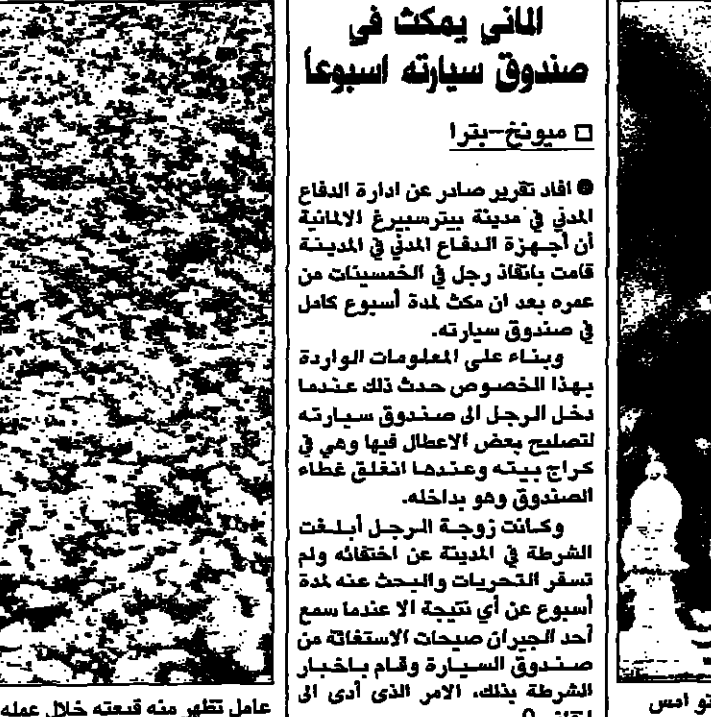 الماني يمكث في
صندوق سيارته اسبوعاً
ميونخ-بترا
افاد تقرير صادر عن ادارة الدفاع
المدني في مدينة بيترسبيرغ الالمانية
أن أجهزة الدفاع المدني في المدينة
قامت بانقاذ رجل في الخمسينات من
عمره بعد ان مكث لمدة أسبوع كامل
في صندوق سيارته.
وبناء على المعلومات الواردة
بهذا الخصوص حدث ذلك عندما
دخل الرجل الى صندوق سيارته
لتصليح بعض الاعطال فيها وهي في
كراج بيته وعندها انغلق غطاء
الصندوق وهو بداخله.
وكانت زوجة الرجل أبلغت
الشرطة في المدينة عن اختفائه ولم
تسفر التحريات والبحث عنه لمدة
أسبوع عن أي نتيجة الا عندما سمع
أحد الجيران صيحات الاستغاثة من
صندوق السيارة وقام باخبار
الشرطة بذلك، الامر الذي أدى الى
عامل تظهر منه قبعته خلال عمله
تو امس